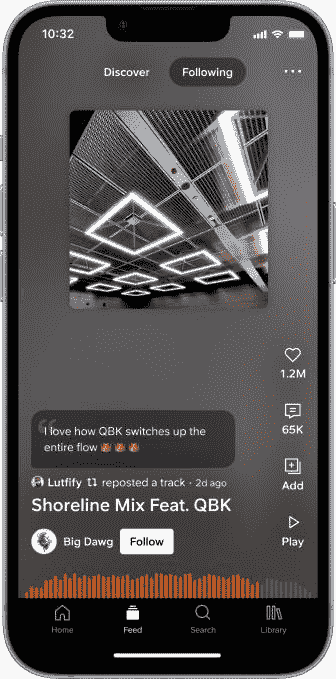 10:32
Discover
Following
1.2M
I love how QBK switches up the
entire flow
65K
Lutfify reposted a track · 2d ago
Add
Shoreline Mix Feat. QBK
Big Dawg
Follow
Play
Home
Feed
Search
Library